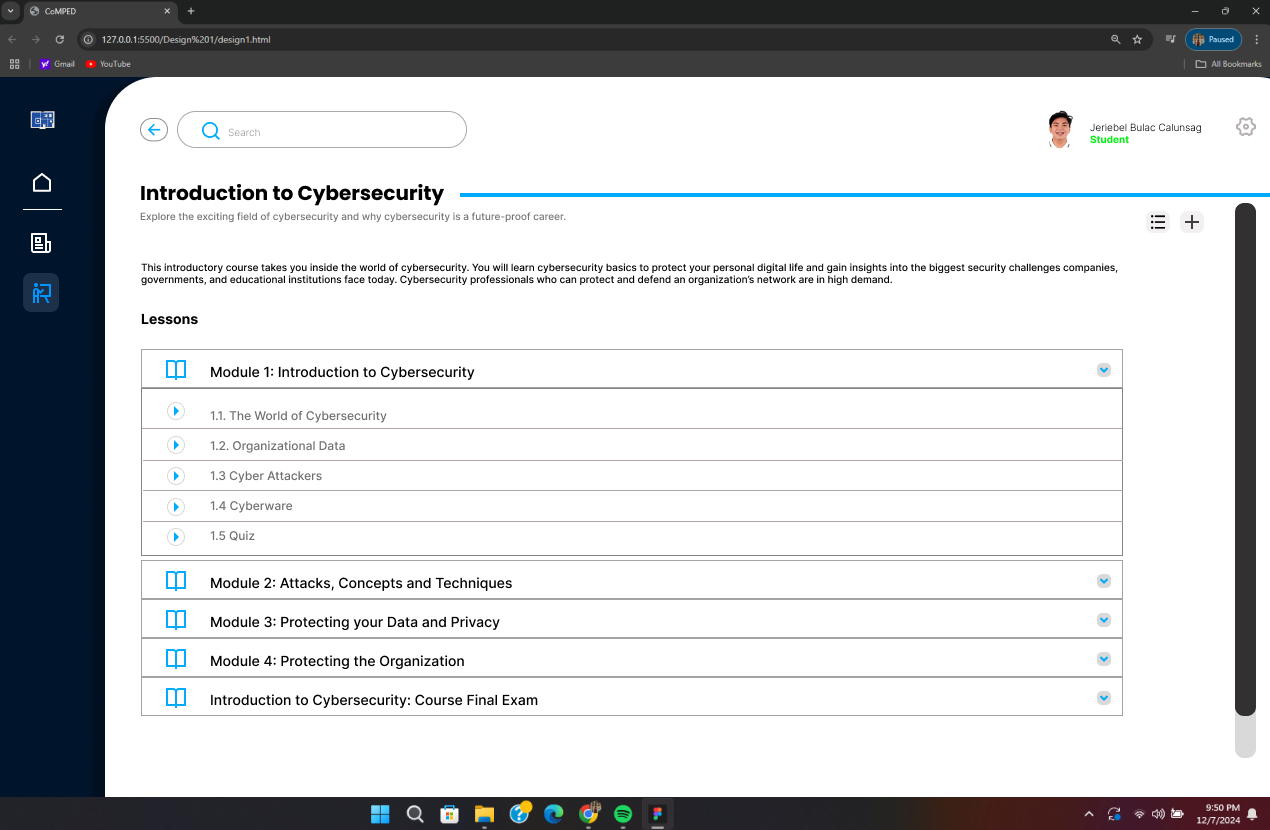 CoMPED
127.0.0.1:5500/Design%201/design1.html
Paused
Gmail
YouTube
All Bookmarks
Search
Jeriebel Bulac Calunsag
Student
Introduction to Cybersecurity
Explore the exciting field of cybersecurity and why cybersecurity is a future-proof career.
This introductory course takes you inside the world of cybersecurity. You will learn cybersecurity basics to protect your personal digital life and gain insights into the biggest security challenges companies,
governments, and educational institutions face today. Cybersecurity professionals who can protect and defend an organization's network are in high demand.
Lessons
Module 1: Introduction to Cybersecurity
1.1. The World of Cybersecurity
1.2. Organizational Data
1.3 Cyber Attackers
1.4 Cyberware
1.5 Quiz
Module 2: Attacks, Concepts and Techniques
Module 3: Protecting your Data and Privacy
Module 4: Protecting the Organization
Introduction to Cybersecurity: Course Final Exam
9:50 PM
12/7/2024